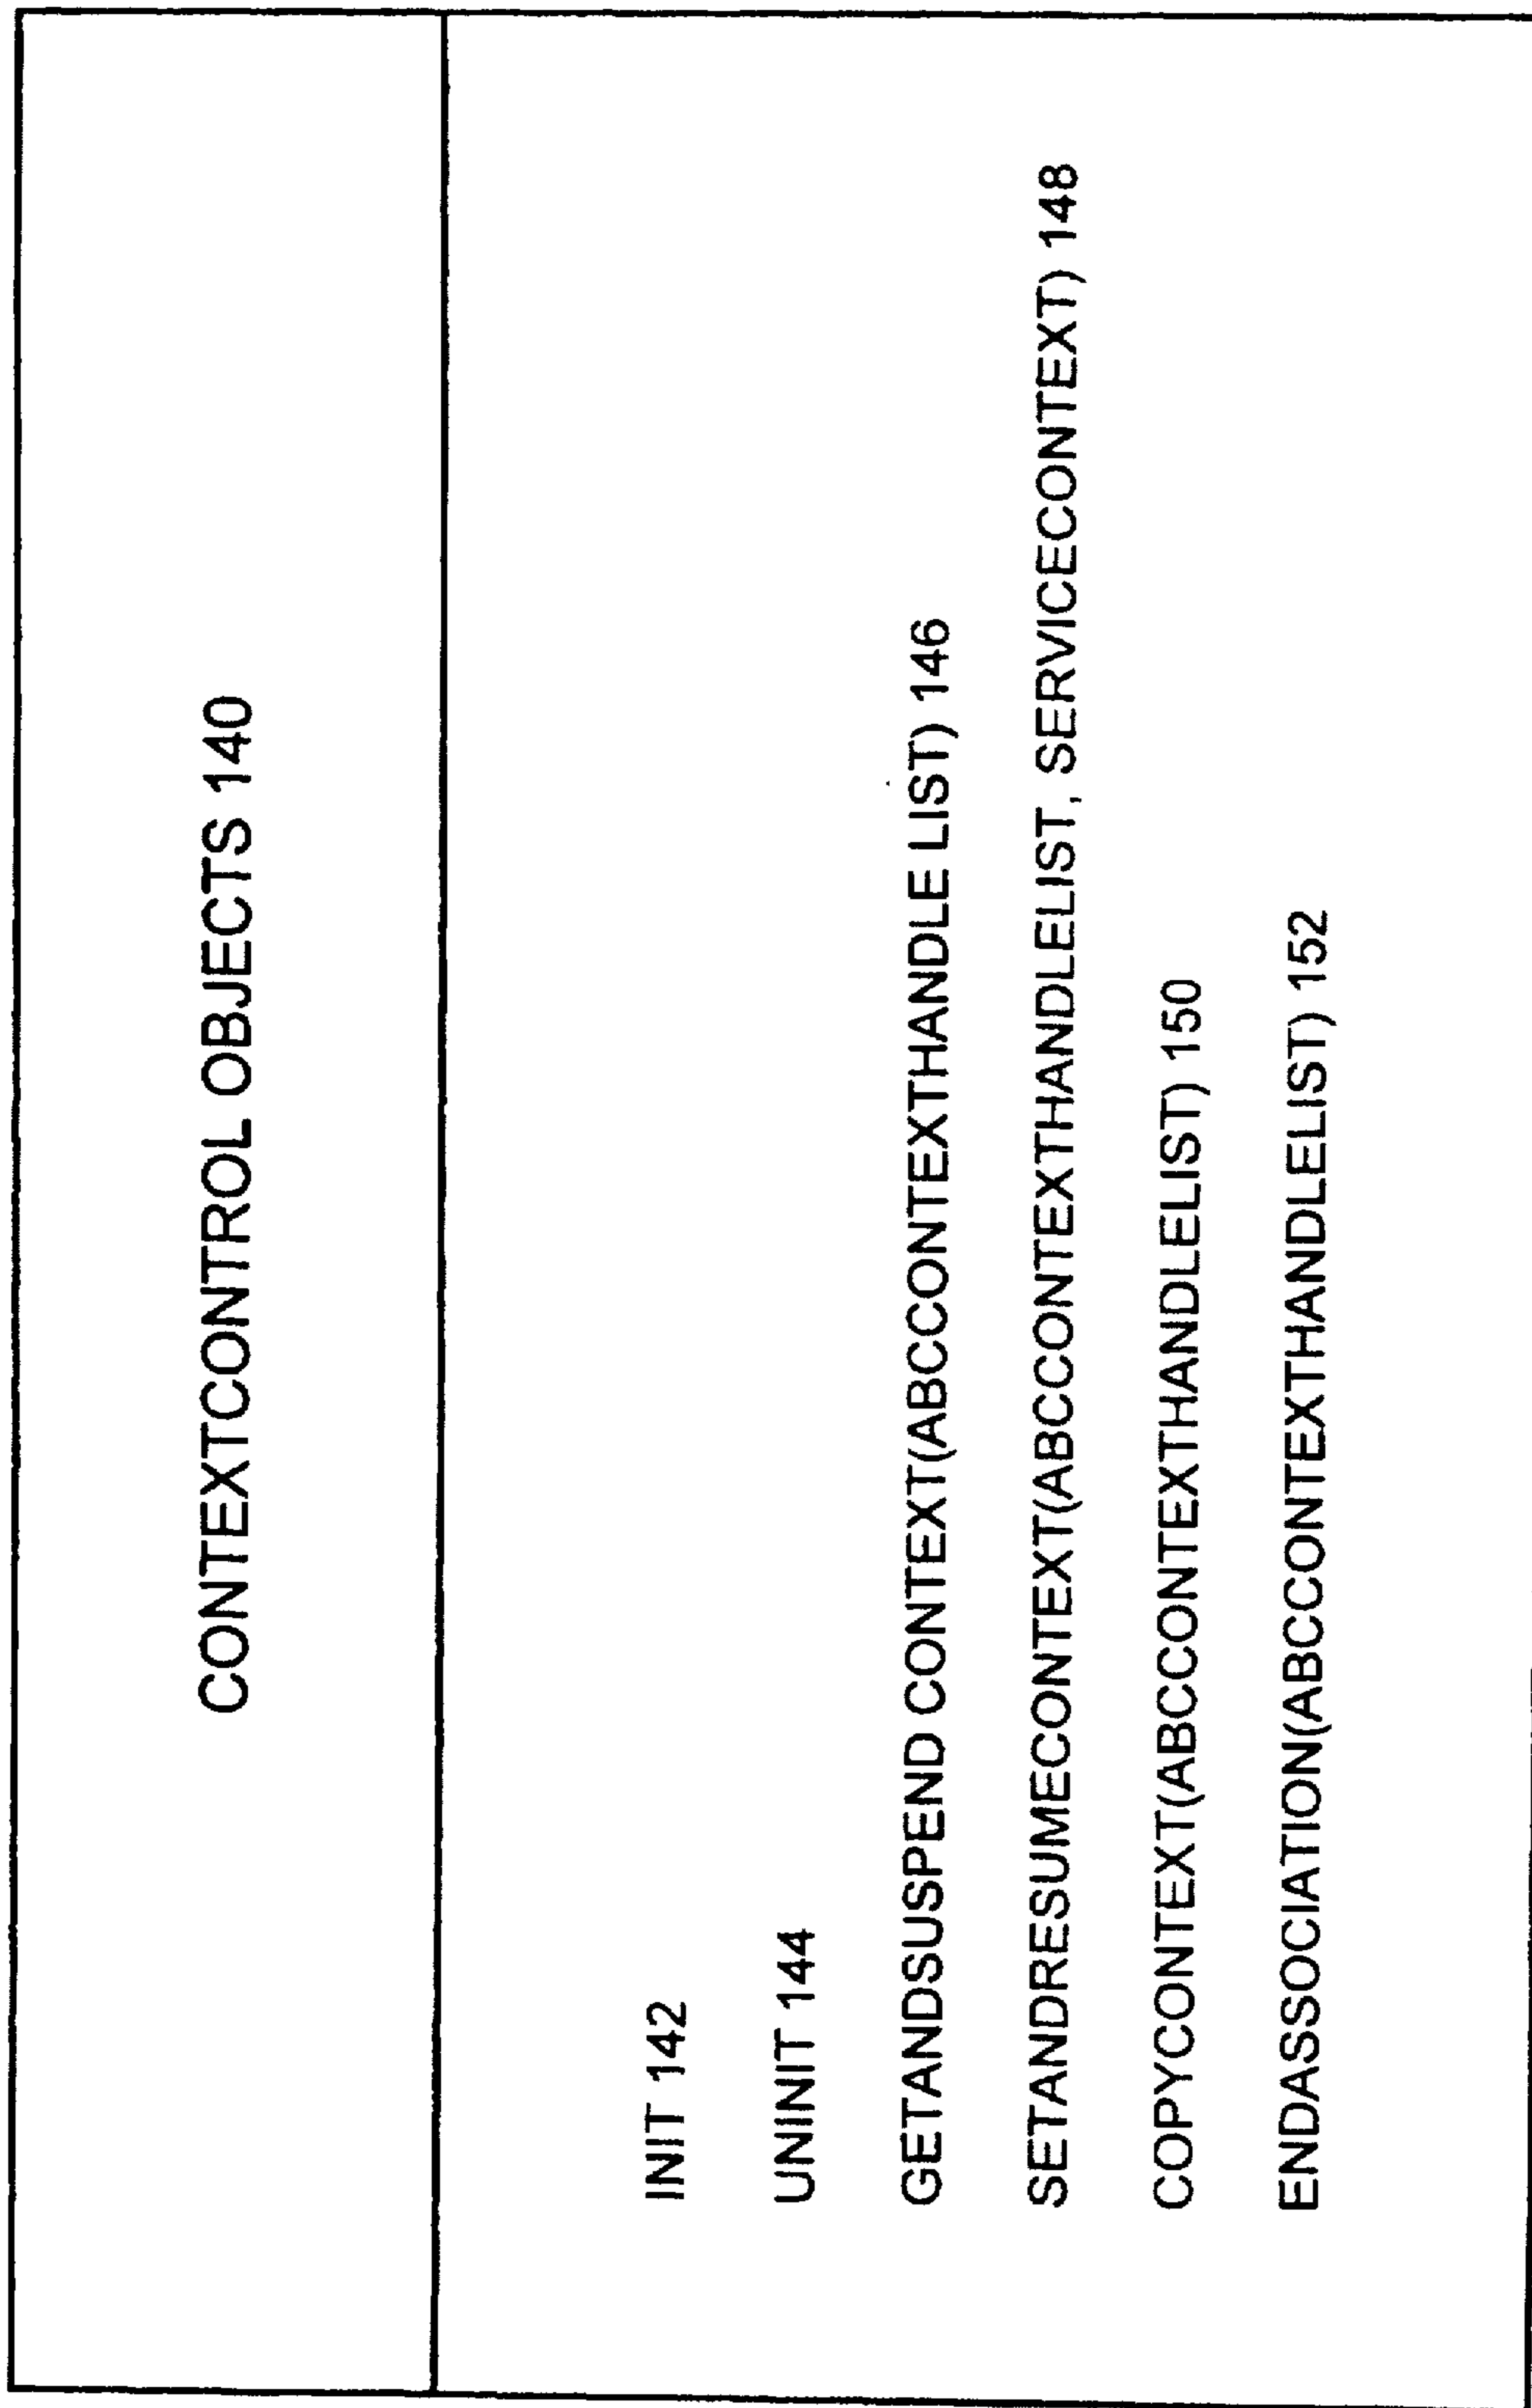 CONTEXTCONTROL OBJECTS 140
INIT 142
UNINIT 144
GETANDSUSPEND CONTEXT(ABCCONTEXTHANDLE LIST) 146
SETANDRESUMECONTEXT(ABCCONTEXTHANDLELIST, SERVICECONTEXT) 148
COPYCONTEXT(ABCCONTEXTHANDLELIST) 150
ENDASSOCIATION(ABCCONTEXTHANDLELIST) 152